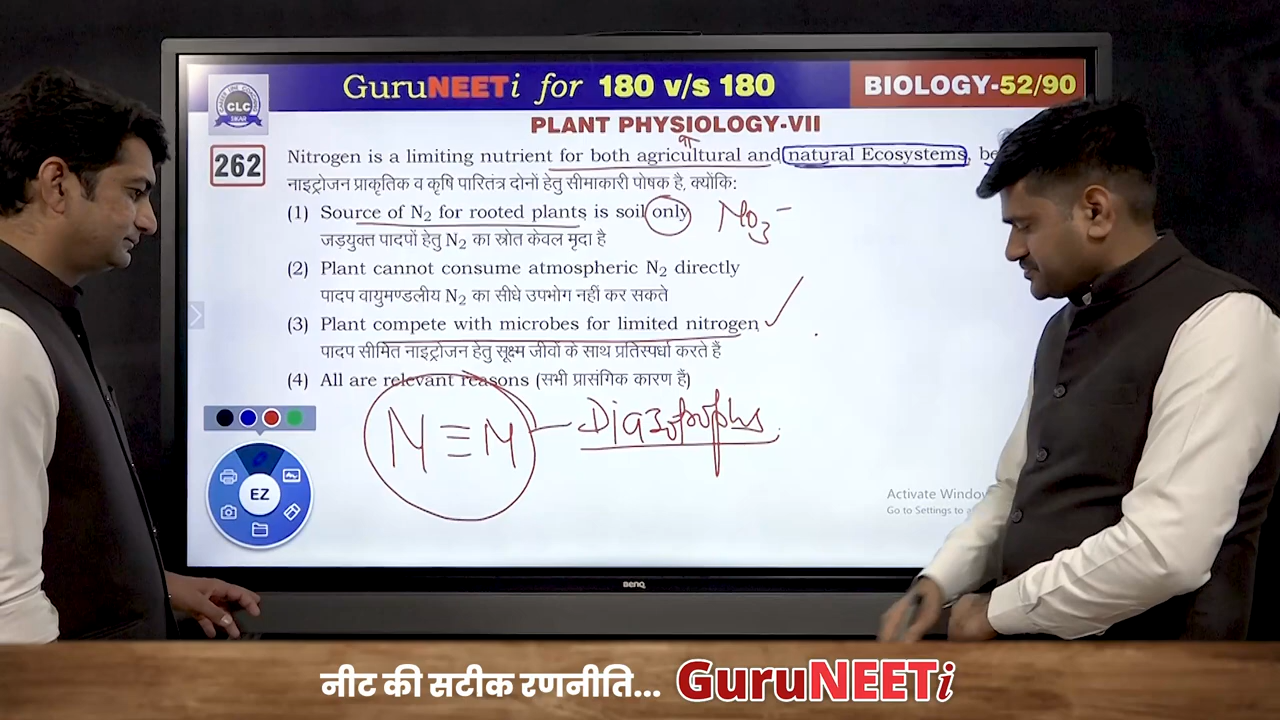 GuruNEETi for 180 v/s 180
BIOLOGY-52/90
CLC
SIKAR
PLANT PHYSIOLOGY-VII
262
Nitrogen is a limiting nutrient for both agricultural and natural Ecosystems, be
नाइट्रोजन प्राकृतिक व कृषि पारितंत्र दोनों हेतु सीमाकारी पोषक है, क्योंकि:
(1) Source of N₂ for rooted plants is soil only NO₃⁻
जड़युक्त पादपों हेतु N₂ का स्रोत केवल मृदा है
(2) Plant cannot consume atmospheric N₂ directly
पादप वायुमण्डलीय N₂ का सीधे उपभोग नहीं कर सकते
(3) Plant compete with microbes for limited nitrogen
पादप सीमित नाइट्रोजन हेतु सूक्ष्म जीवों के साथ प्रतिस्पर्धा करते हैं
(4) All are relevant reasons (सभी प्रासंगिक कारण हैं)
N≡N Diazotrophs
EZ
Activate Window
Go to Settings to a
BenQ
नीट की सटीक रणनीति... GuruNEETi